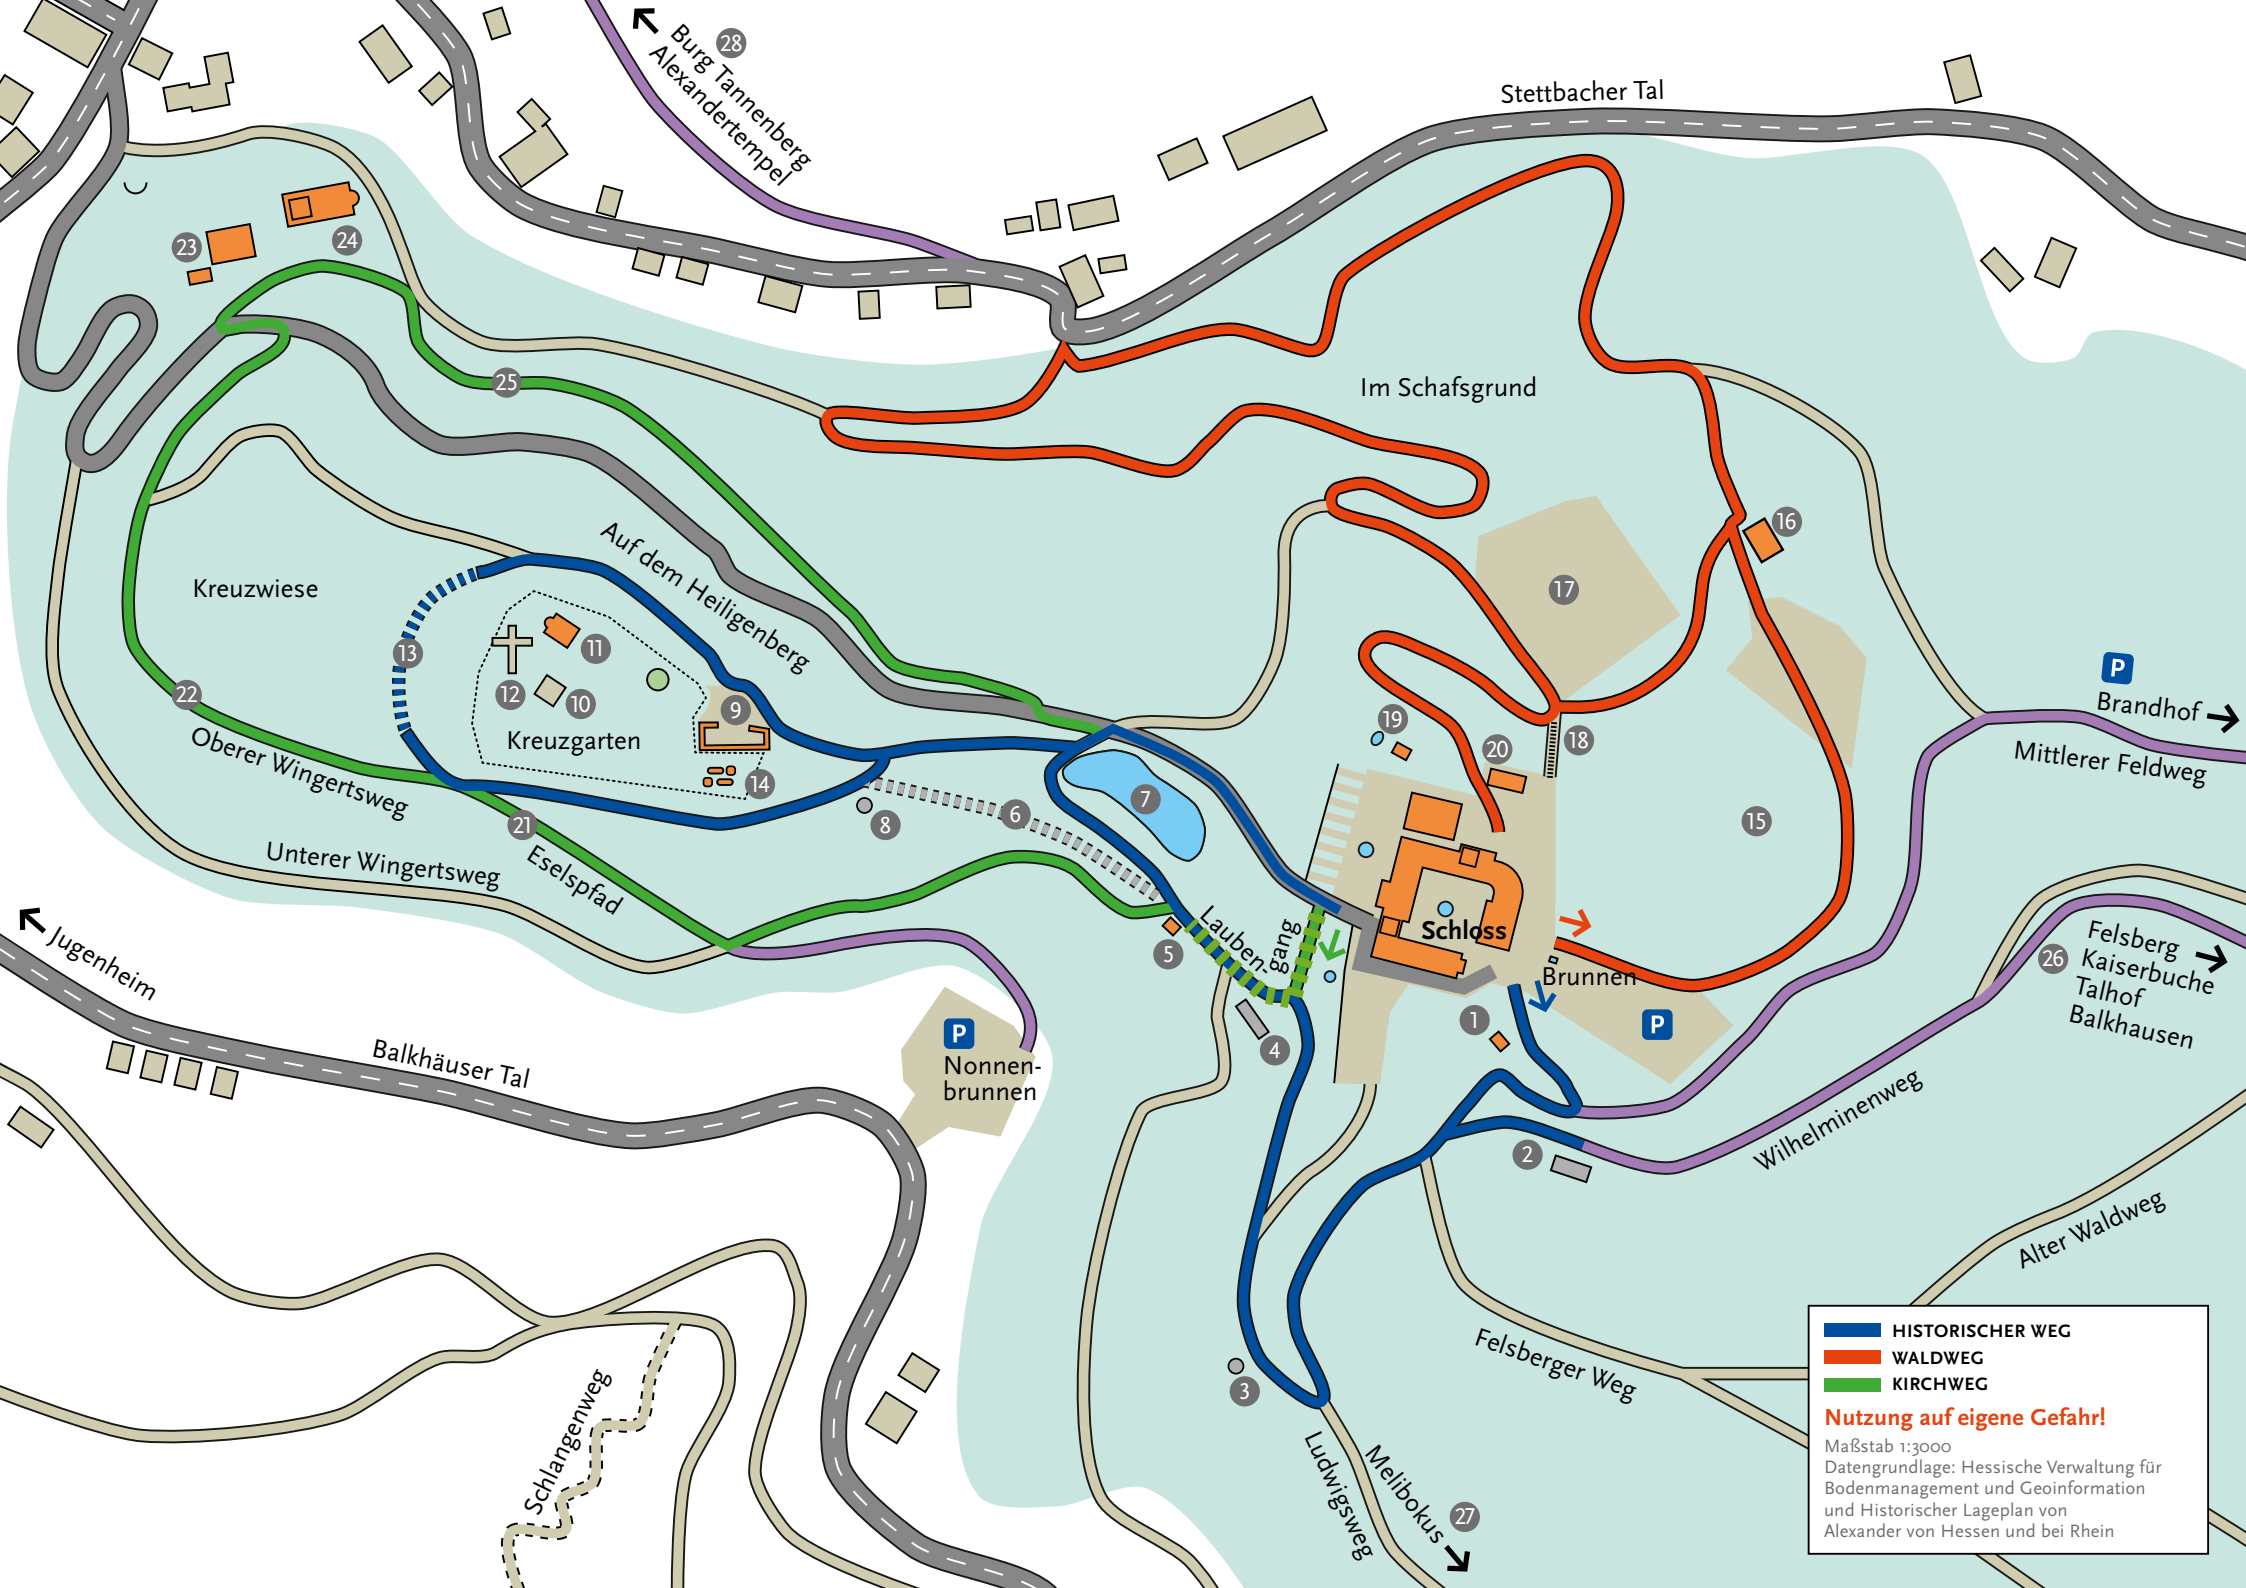 28
Burg Tannenberg
Alexandertempel
Stettbacher Tal
23
24
25
Im Schafsgrund
16
17
Auf dem Heiligenberg
Kreuzwiese
13
11
12
10
9
22
Kreuzgarten
14
Oberer Wingertsweg
21
8
6
7
19
20
18
15
P
Brandhof
Mittlerer Feldweg
Unterer Wingertsweg
Eselspfad
Jugenheim
5
Lauben-
gang
Schloss
Brunnen
P
1
4
2
26
Felsberg
Kaiserbuche
Talhof
Balkhausen
P
Nonnen-
brunnen
Balkhäuser Tal
Wilhelminenweg
Alter Waldweg
3
Felsberger Weg
Schlangenweg
Ludwigsweg
Melibokus
27
HISTORISCHER WEG
WALDWEG
KIRCHWEG
Nutzung auf eigene Gefahr!
Maßstab 1:3000
Datengrundlage: Hessische Verwaltung für
Bodenmanagement und Geoinformation
und Historischer Lageplan von
Alexander von Hessen und bei Rhein